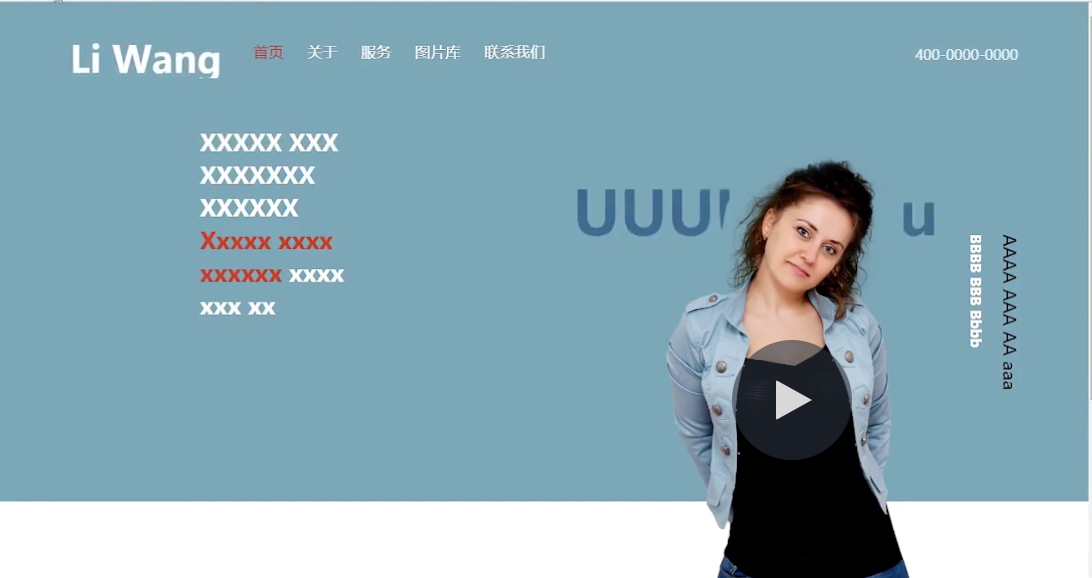 Li Wang
首页 关于 服务 图片库 联系我们
400-0000-0000
XXXXX XXX
XXXXXXX
XXXXXX
Xxxxx xxxx
xxxxxx xxxx
xxx xx
UUU u
AAAA AAA AA aaa
BBBB BBB Bbbb